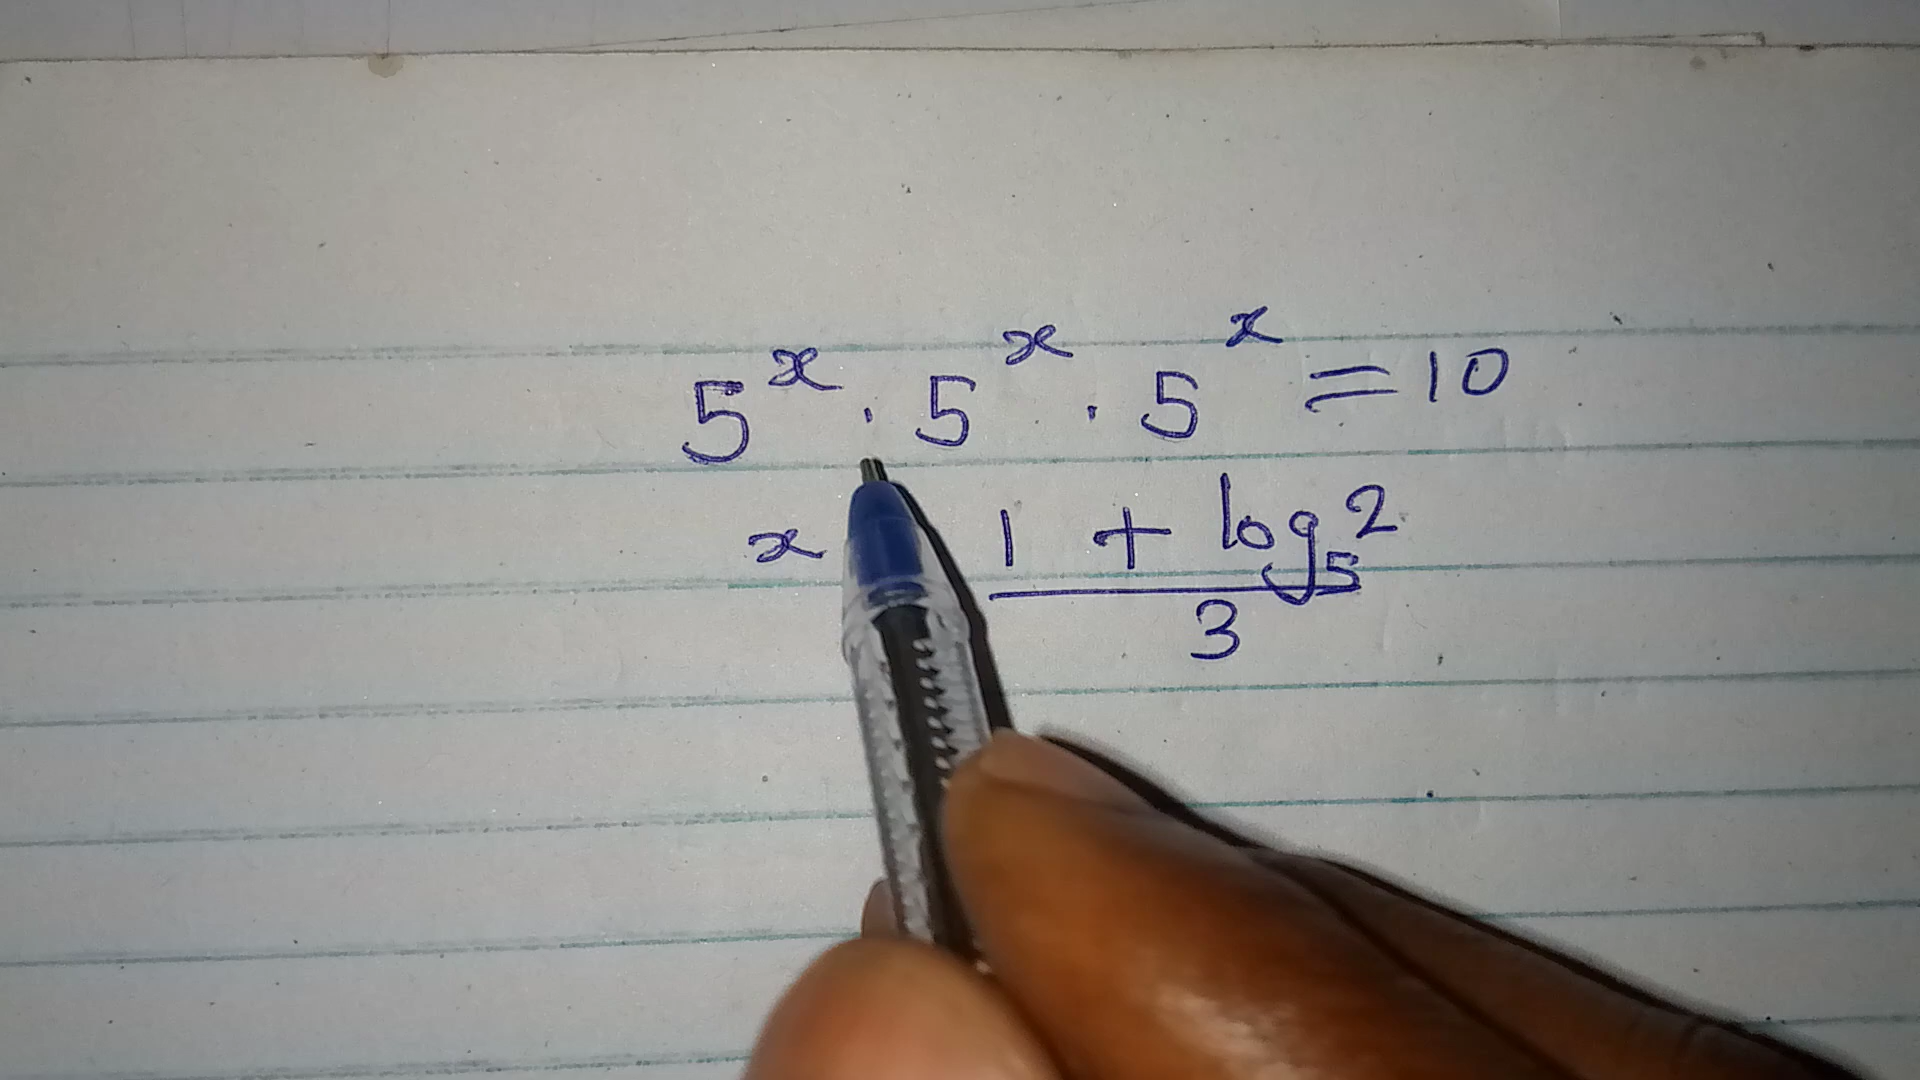 5^x · 5^x · 5^x = 10
x 1 + log₅2
3